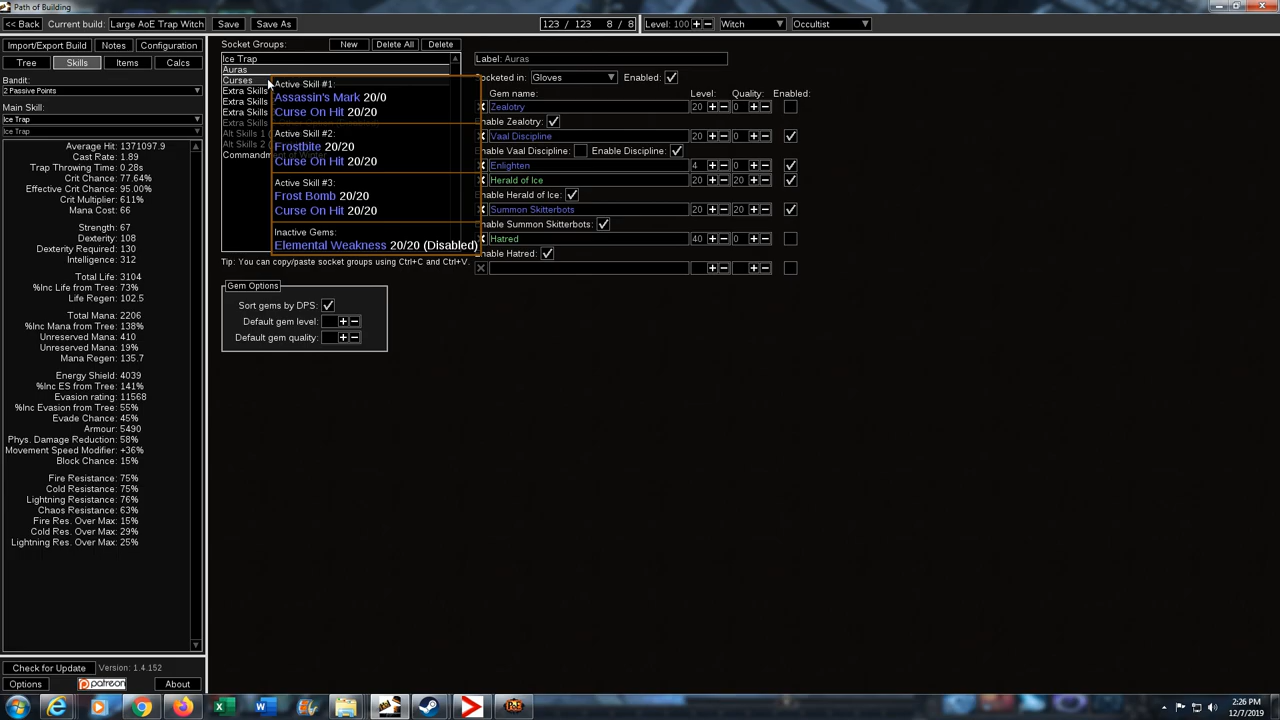 Path of Building
<< Back Current build: Large AoE Trap Witch Save Save As 123 / 123 8 / 8 Level: 100 + - Witch Occultist
Import/Export Build Notes Configuration
Tree Skills Items Calcs
Bandit:
2 Passive Points
Main Skill:
Ice Trap
Ice Trap
Average Hit: 1371097.9
Cast Rate: 1.89
Trap Throwing Time: 0.28s
Crit Chance: 77.64%
Effective Crit Chance: 95.00%
Crit Multiplier: 611%
Mana Cost: 66
Strength: 67
Dexterity: 108
Dexterity Required: 130
Intelligence: 312
Total Life: 3104
%Inc Life from Tree: 73%
Life Regen: 102.5
Total Mana: 2206
%Inc Mana from Tree: 138%
Unreserved Mana: 410
Unreserved Mana: 19%
Mana Regen: 135.7
Energy Shield: 4039
%Inc ES from Tree: 141%
Evasion rating: 11568
%Inc Evasion from Tree: 55%
Evade Chance: 45%
Armour: 5490
Phys. Damage Reduction: 58%
Movement Speed Modifier: +36%
Block Chance: 15%
Fire Resistance: 75%
Cold Resistance: 75%
Lightning Resistance: 76%
Chaos Resistance: 63%
Fire Res. Over Max: 15%
Cold Res. Over Max: 29%
Lightning Res. Over Max: 25%
Check for Update Version: 1.4.152
Options patreon About
Socket Groups: New Delete All Delete
Ice Trap
Auras
Curses
Extra Skills
Extra Skills
Extra Skills
Extra Skills
Alt Skills 1
Alt Skills 2
Commandment of Winter
Active Skill #1:
Assassin's Mark 20/0
Curse On Hit 20/20
Active Skill #2:
Frostbite 20/20
Curse On Hit 20/20
Active Skill #3:
Frost Bomb 20/20
Curse On Hit 20/20
Inactive Gems:
Elemental Weakness 20/20 (Disabled)
Tip: You can copy/paste socket groups using Ctrl+C and Ctrl+V.
Gem Options
Sort gems by DPS:
Default gem level: + -
Default gem quality: + -
Label: Auras
ocketed in: Gloves Enabled:
Gem name: Level: Quality: Enabled:
x Zealotry 20 + - 0 + -
nable Zealotry:
x Vaal Discipline 20 + - 0 + -
nable Vaal Discipline: Enable Discipline:
x Enlighten 4 + - 0 + -
x Herald of Ice 20 + - 20 + -
nable Herald of Ice:
x Summon Skitterbots 20 + - 20 + -
nable Summon Skitterbots:
x Hatred 40 + - 0 + -
nable Hatred:
x + - + -
2:26 PM
12/7/2019